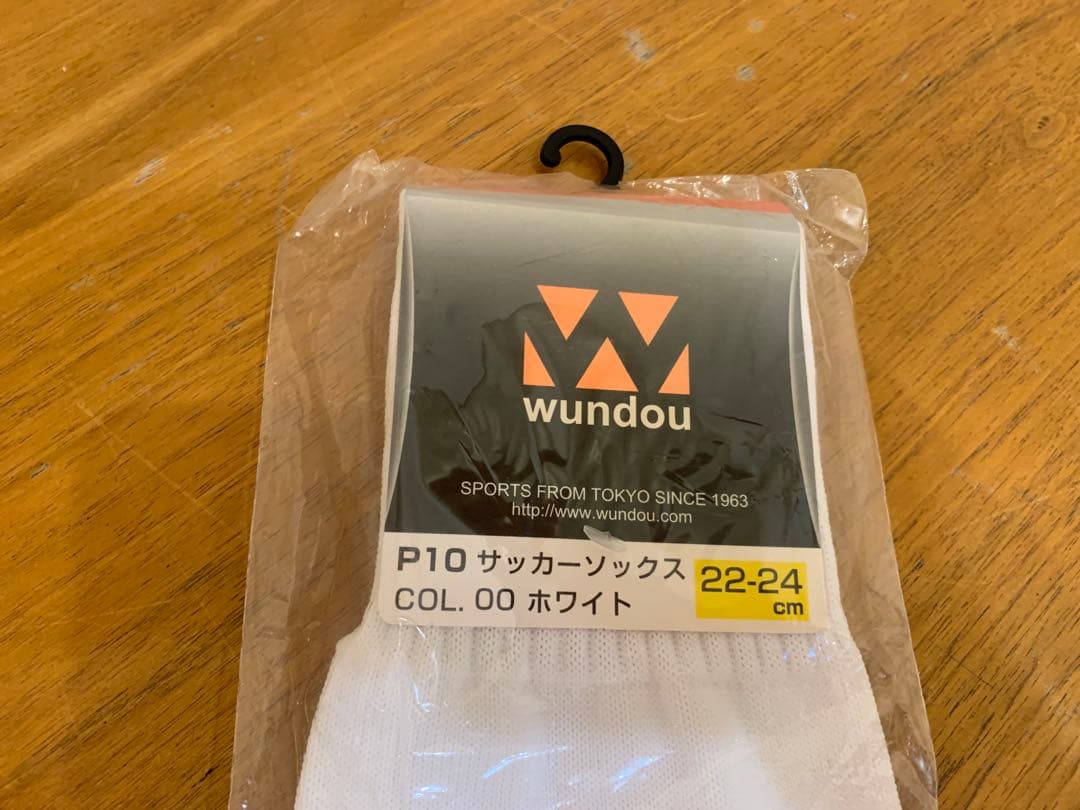 wundou
SPORTS FROM TOKYO SINCE 1963
http://www.wundou.com
P10 サッカーソックス
COL. 00 ホワイト
22-24
cm